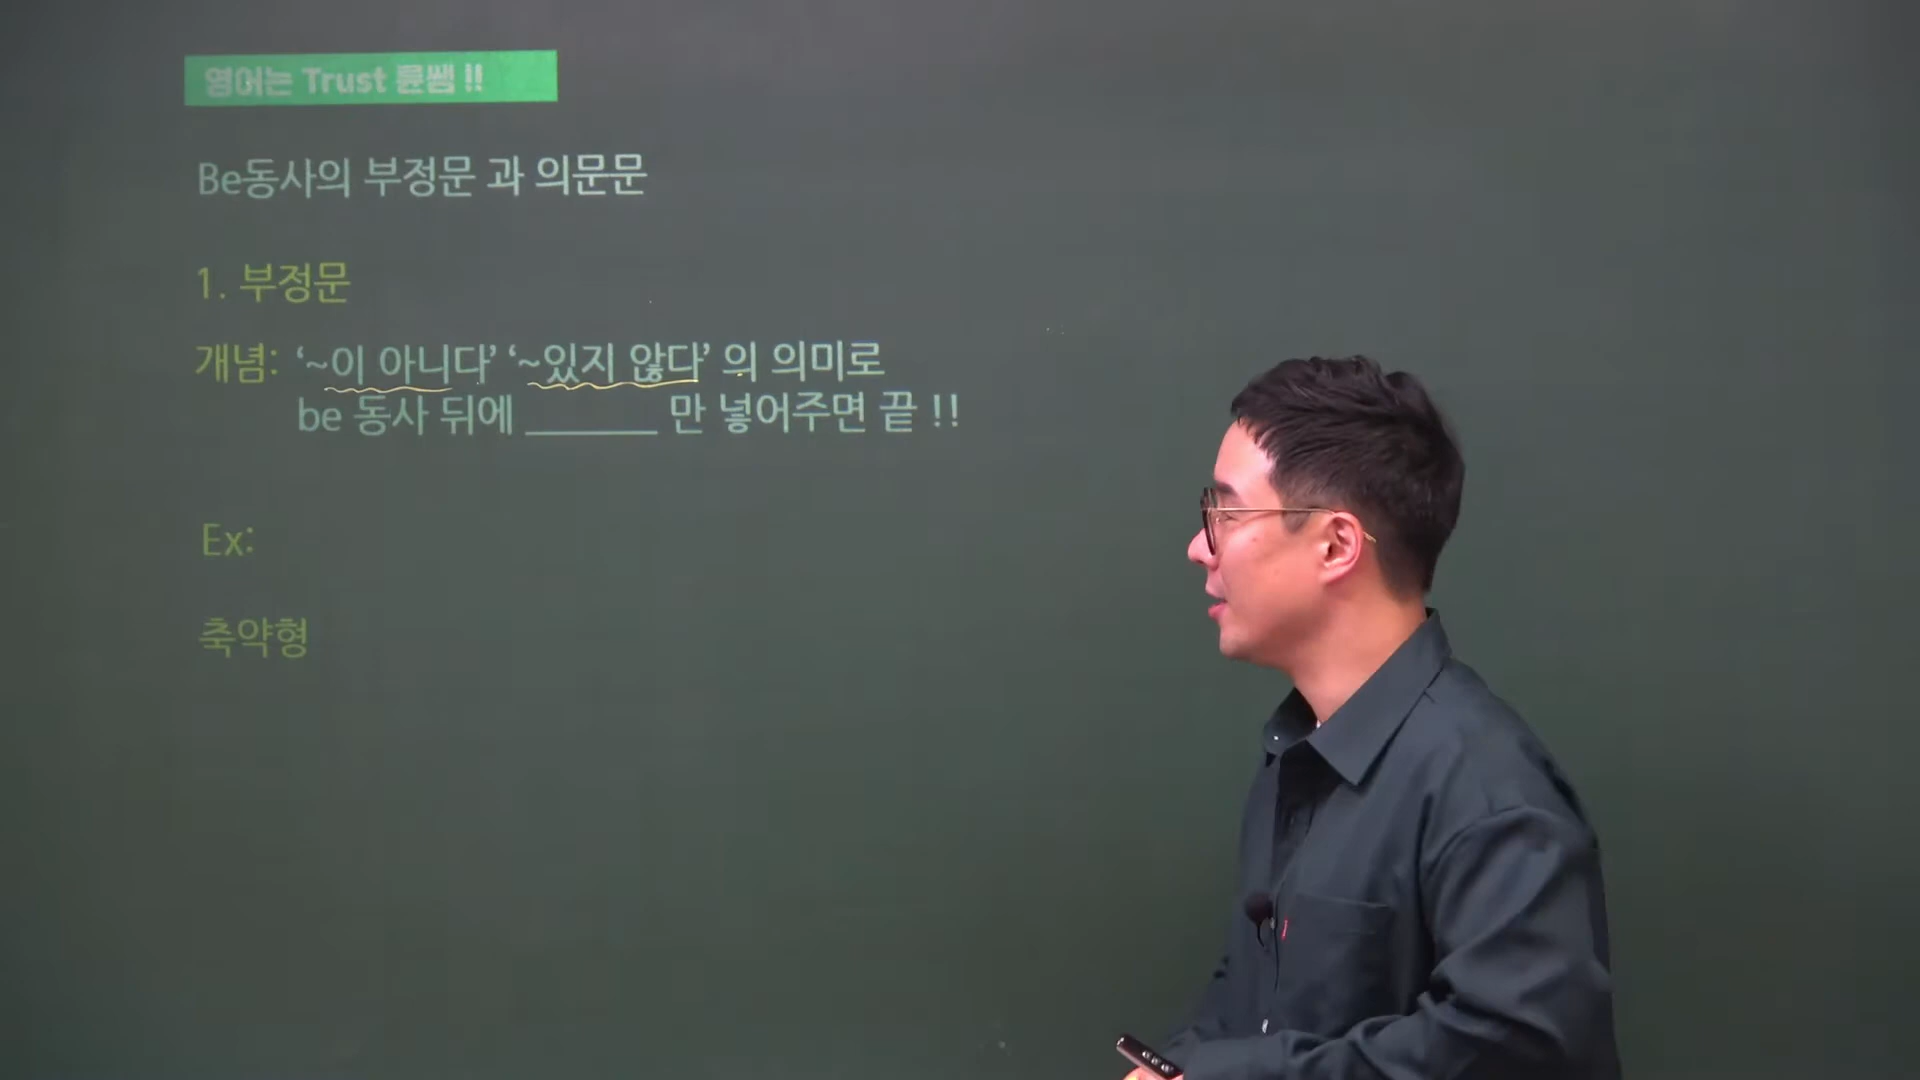 영어는 Trust 륜쌤 !!
Be동사의 부정문 과 의문문
1. 부정문
개념: ‘~이 아니다’ ‘~있지 않다’ 의 의미로
be 동사 뒤에 ______ 만 넣어주면 끝 !!
Ex:
축약형